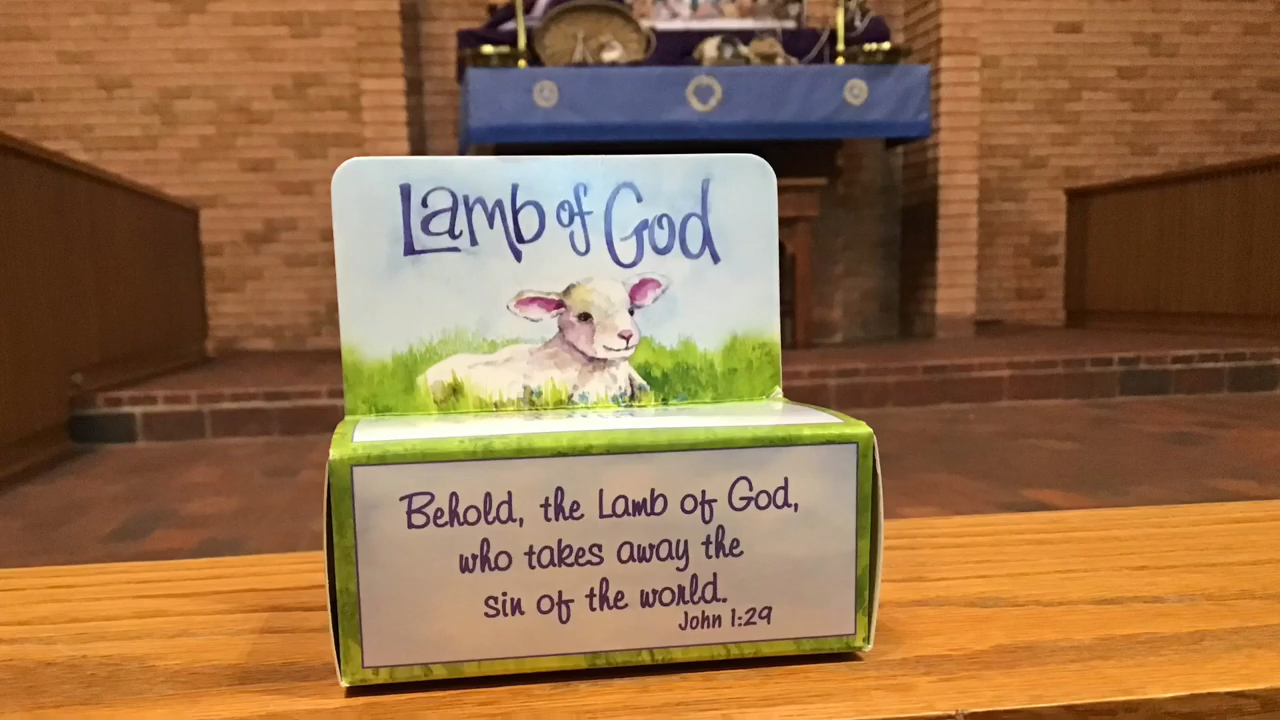 Lamb of God
Behold, the Lamb of God,
who takes away the
sin of the world.
John 1:29